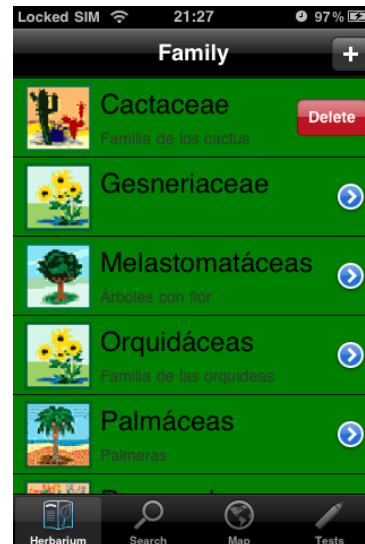 Locked SIM 21:27 97%
Family +
Cactaceae
Familia de los cactus
Delete
Gesneriaceae
Melastomatáceas
Árboles con flor
Orquidáceas
Familia de las orquideas
Palmáceas
Palmeras
Herbarium Search Map Tests